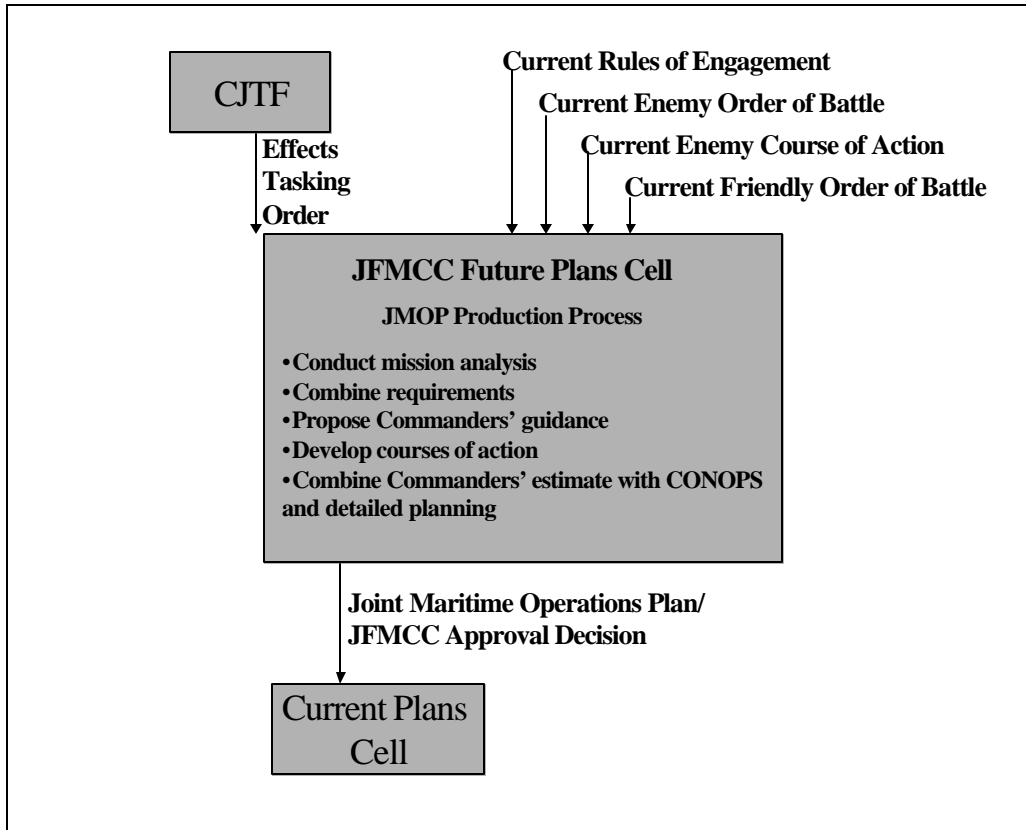 CJTF
Effects
Tasking
Order
Current Rules of Engagement
Current Enemy Order of Battle
Current Enemy Course of Action
Current Friendly Order of Battle
JFMCC Future Plans Cell
JMOP Production Process
•Conduct mission analysis
•Combine requirements
•Propose Commanders’ guidance
•Develop courses of action
•Combine Commanders’ estimate with CONOPS
and detailed planning
Joint Maritime Operations Plan/
JFMCC Approval Decision
Current Plans
Cell